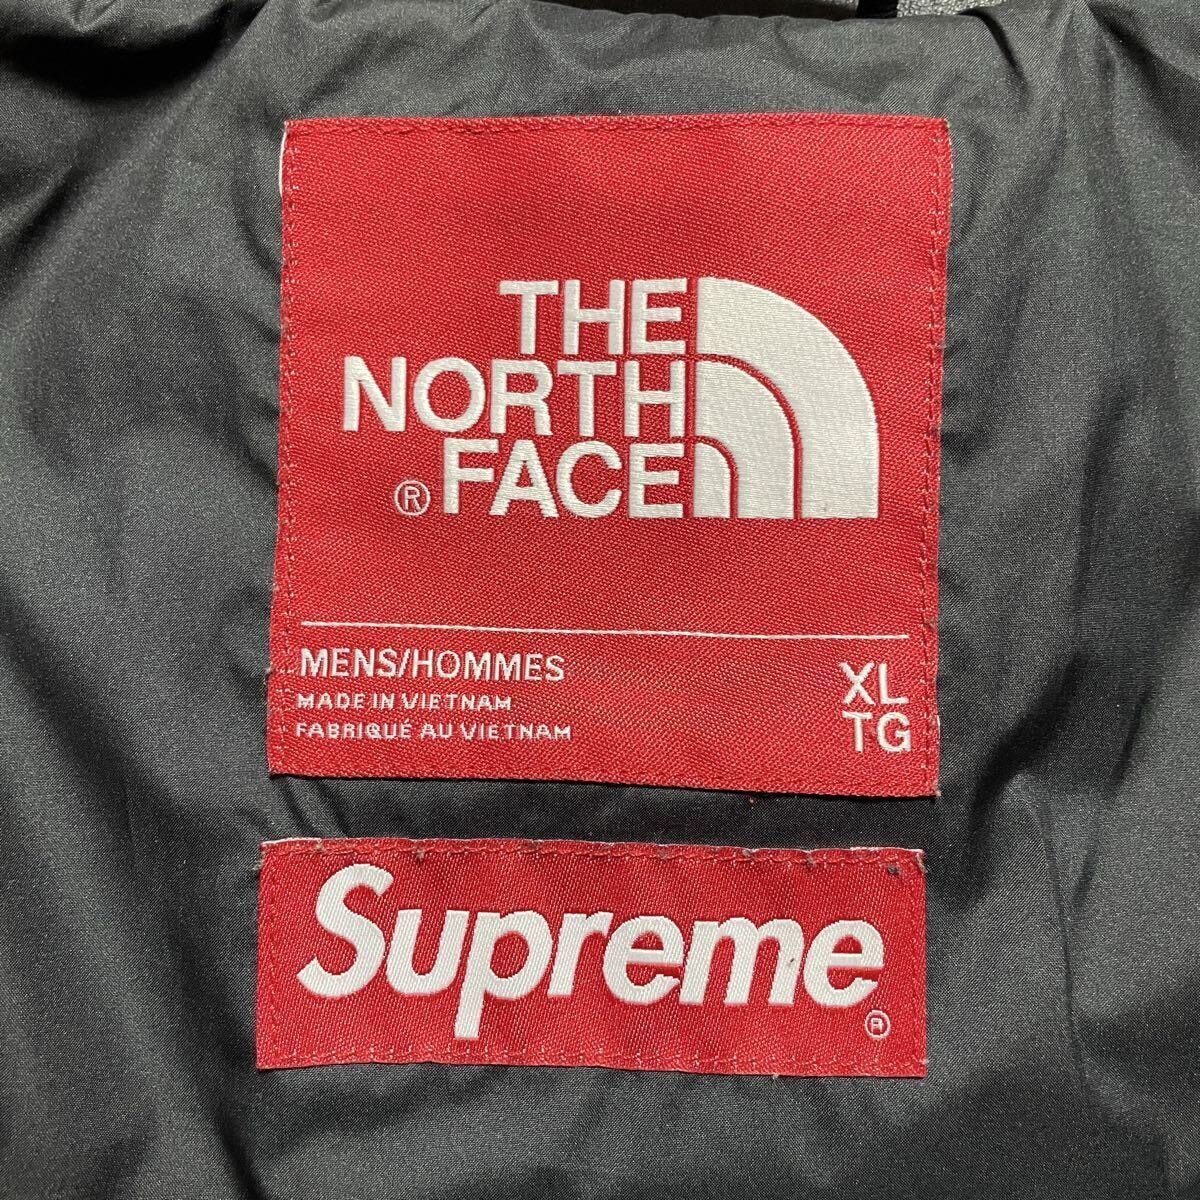 THE
NORTH
® FACE
MENS/HOMMES
MADE IN VIETNAM
FABRIQUÉ AU VIETNAM
XL
TG
Supreme ®